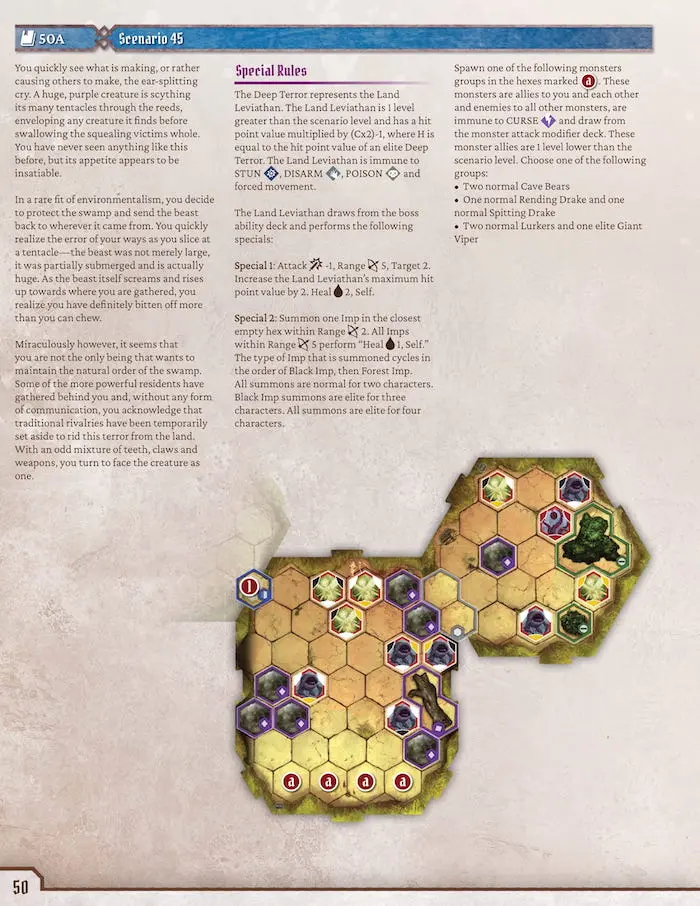 50A
Scenario 45
You quickly see what is making, or rather
causing others to make, the ear-splitting
cry. A huge, purple creature is scything
its many tentacles through the reeds,
enveloping any creature it finds before
swallowing the squealing victims whole.
You have never seen anything like this
before, but its appetite appears to be
insatiable.
In a rare fit of environmentalism, you decide
to protect the swamp and send the beast
back to wherever it came from. You quickly
realize the error of your ways as you slice at
a tentacle—the beast was not merely large,
it was partially submerged and is actually
huge. As the beast itself screams and rises
up towards where you are gathered, you
realize you have definitely bitten off more
than you can chew.
Miraculously however, it seems that
you are not the only being that wants to
maintain the natural order of the swamp.
Some of the more powerful residents have
gathered behind you and, without any form
of communication, you acknowledge that
traditional rivalries have been temporarily
set aside to rid this terror from the land.
With an odd mixture of teeth, claws and
weapons, you turn to face the creature as
one.
Special Rules
The Deep Terror represents the Land
Leviathan. The Land Leviathan is 1 level
greater than the scenario level and has a hit
point value multiplied by (Cx2)-1, where H is
equal to the hit point value of an elite Deep
Terror. The Land Leviathan is immune to
STUN , DISARM , POISON and
forced movement.
The Land Leviathan draws from the boss
ability deck and performs the following
specials:
Special 1: Attack -1, Range 5, Target 2.
Increase the Land Leviathan's maximum hit
point value by 2. Heal 2, Self.
Special 2: Summon one Imp in the closest
empty hex within Range 2. All Imps
within Range 5 perform "Heal 1, Self."
The type of Imp that is summoned cycles in
the order of Black Imp, then Forest Imp.
All summons are normal for two characters.
Black Imp summons are elite for three
characters. All summons are elite for four
characters.
Spawn one of the following monsters
groups in the hexes marked a. These
monsters are allies to you and each other
and enemies to all other monsters, are
immune to CURSE and draw from
the monster attack modifier deck. These
monster allies are 1 level lower than the
scenario level. Choose one of the following
groups:
• Two normal Cave Bears
• One normal Rending Drake and one
normal Spitting Drake
• Two normal Lurkers and one elite Giant
Viper
1
a a a a
50